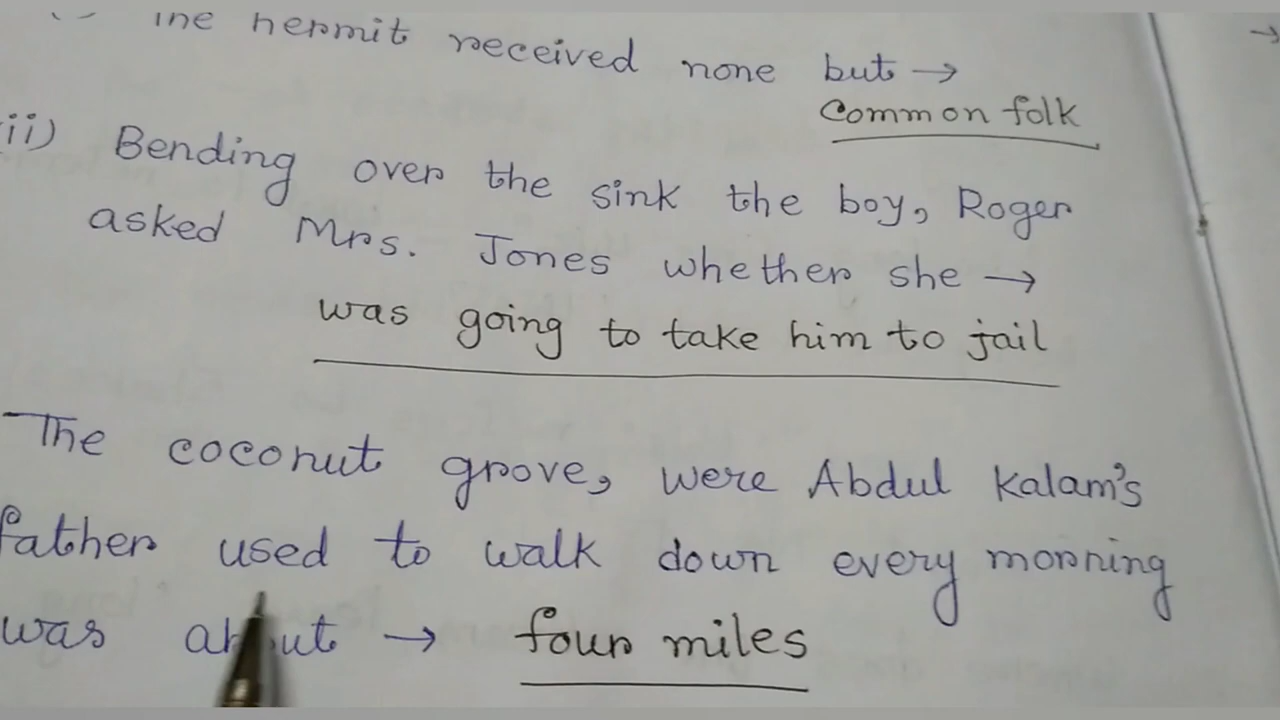 The hermit received none but →
Common folk
ii) Bending over the sink the boy, Roger
asked Mrs. Jones whether she →
was going to take him to jail
The coconut grove, were Abdul Kalam's
father used to walk down every morning
was about → four miles